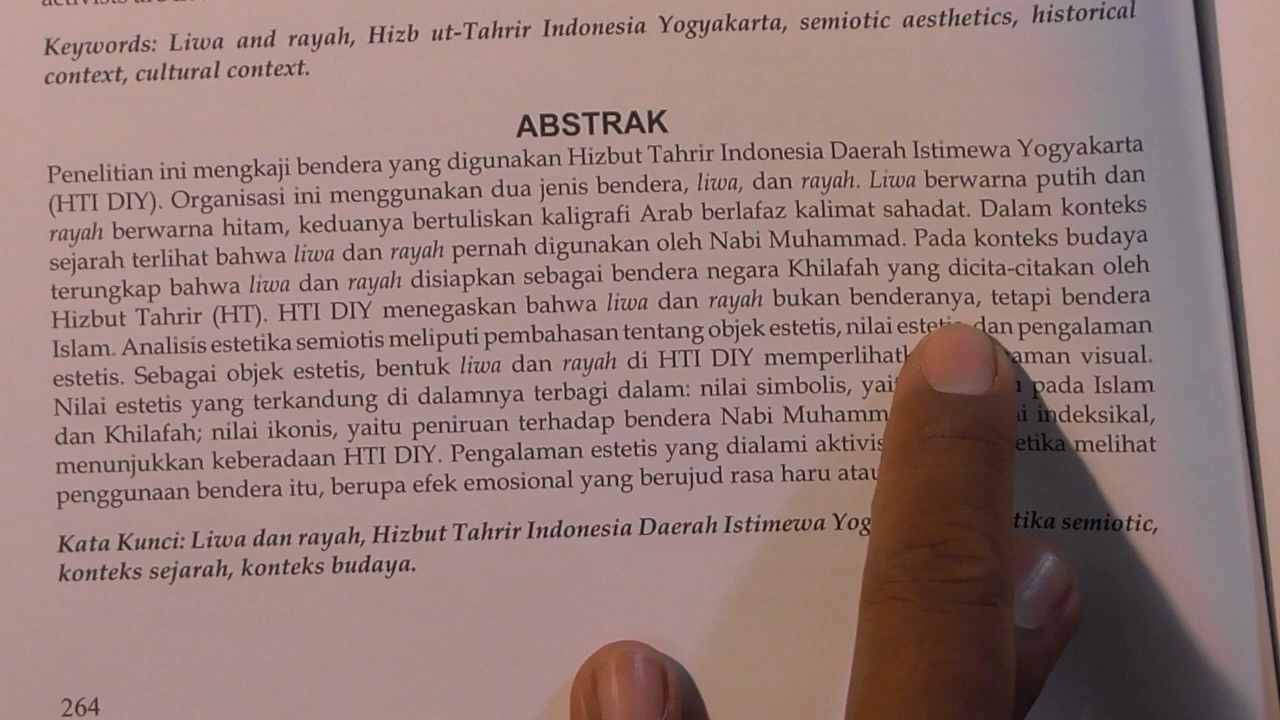 Keywords: Liwa and rayah, Hizb ut-Tahrir Indonesia Yogyakarta, semiotic aesthetics, historical
context, cultural context.
ABSTRAK
Penelitian ini mengkaji bendera yang digunakan Hizbut Tahrir Indonesia Daerah Istimewa Yogyakarta
(HTI DIY). Organisasi ini menggunakan dua jenis bendera, liwa, dan rayah. Liwa berwarna putih dan
rayah berwarna hitam, keduanya bertuliskan kaligrafi Arab berlafaz kalimat sahadat. Dalam konteks
sejarah terlihat bahwa liwa dan rayah pernah digunakan oleh Nabi Muhammad. Pada konteks budaya
terungkap bahwa liwa dan rayah disiapkan sebagai bendera negara Khilafah yang dicita-citakan oleh
Hizbut Tahrir (HT). HTI DIY menegaskan bahwa liwa dan rayah bukan benderanya, tetapi bendera
Islam. Analisis estetika semiotis meliputi pembahasan tentang objek estetis, nilai estetis dan pengalaman
estetis. Sebagai objek estetis, bentuk liwa dan rayah di HTI DIY visual.
Nilai estetis yang terkandung di dalamnya terbagi dalam: nilai simbolis, pada Islam
dan Khilafah; nilai ikonis, yaitu peniruan terhadap bendera Nabi indeksikal,
menunjukkan keberadaan HTI DIY. Pengalaman estetis yang dialami melihat
penggunaan bendera itu, berupa efek emosional yang berujud rasa haru atau
Kata Kunci: Liwa dan rayah, Hizbut Tahrir Indonesia Daerah Istimewa semiotic,
konteks sejarah, konteks budaya.
264